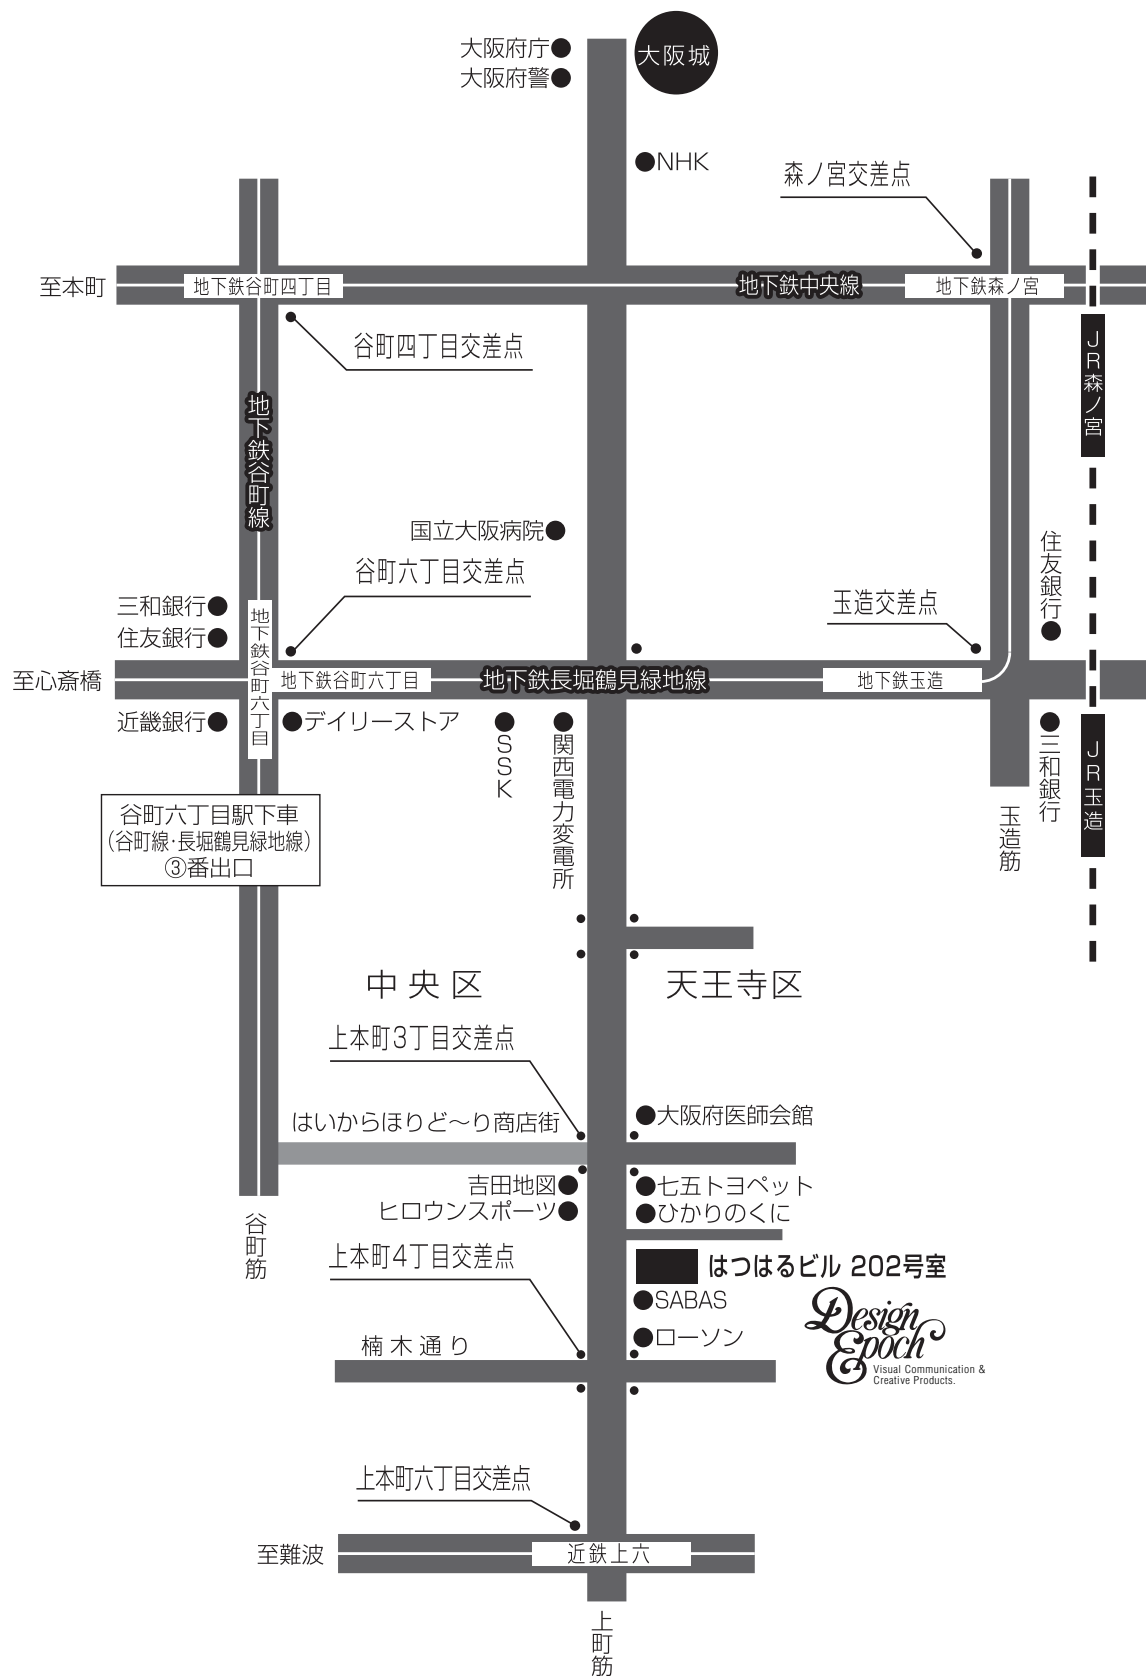 大阪府庁
大阪府警
大阪城
NHK
森ノ宮交差点
至本町
地下鉄谷町四丁目
地下鉄中央線
地下鉄森ノ宮
谷町四丁目交差点
JR森ノ宮
地下鉄谷町線
国立大阪病院
谷町六丁目交差点
住友銀行
三和銀行
住友銀行
地下鉄谷町六丁目
玉造交差点
至心斎橋
地下鉄谷町六丁目
地下鉄長堀鶴見緑地線
地下鉄玉造
近畿銀行
デイリーストア
SSK
関西電力変電所
三和銀行
JR玉造
谷町六丁目駅下車
(谷町線・長堀鶴見緑地線)
③番出口
玉造筋
中央区
天王寺区
上本町3丁目交差点
はいからほりど〜り商店街
大阪府医師会館
吉田地図
七五トヨペット
ヒロウンスポーツ
ひかりのくに
谷町筋
上本町4丁目交差点
はつはるビル 202号室
SABAS
ローソン
Design
Epoch
Visual Communication &
Creative Products.
楠木通り
上本町六丁目交差点
至難波
近鉄上六
上町筋